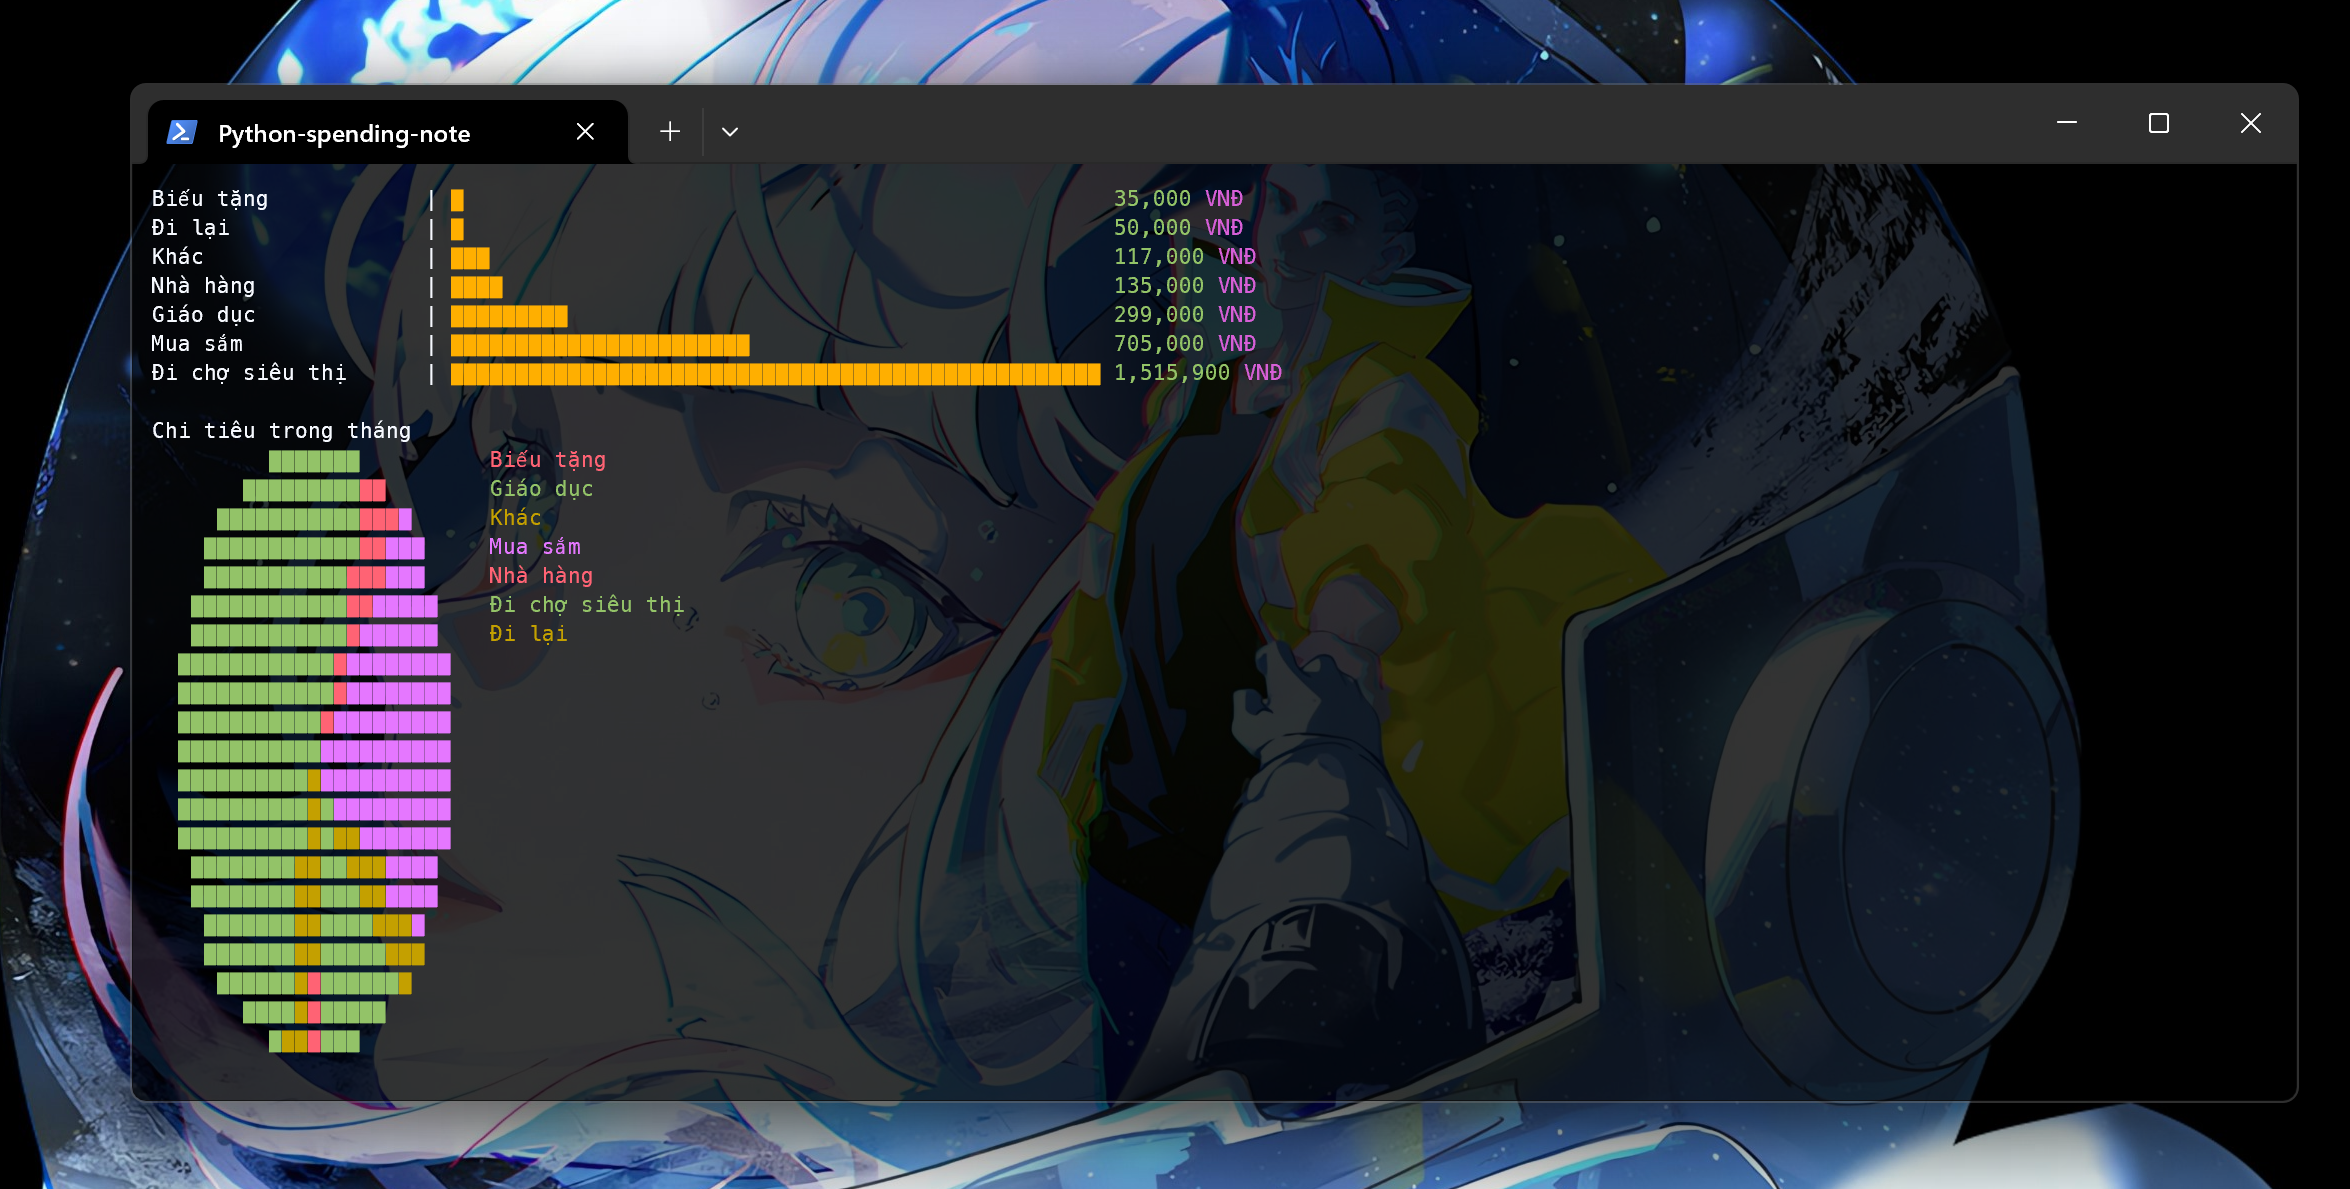 Python-spending-note
Biếu tặng | 35,000 VNĐ
Đi lại | 50,000 VNĐ
Khác | 117,000 VNĐ
Nhà hàng | 135,000 VNĐ
Giáo dục | 299,000 VNĐ
Mua sắm | 705,000 VNĐ
Đi chợ siêu thị | 1,515,900 VNĐ
Chi tiêu trong tháng
Biếu tặng
Giáo dục
Khác
Mua sắm
Nhà hàng
Đi chợ siêu thị
Đi lại